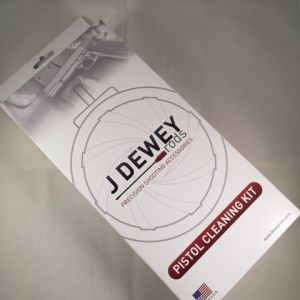 J DEWEY
rods
PRECISION SHOOTING ACCESSORIES
PISTOL CLEANING KIT